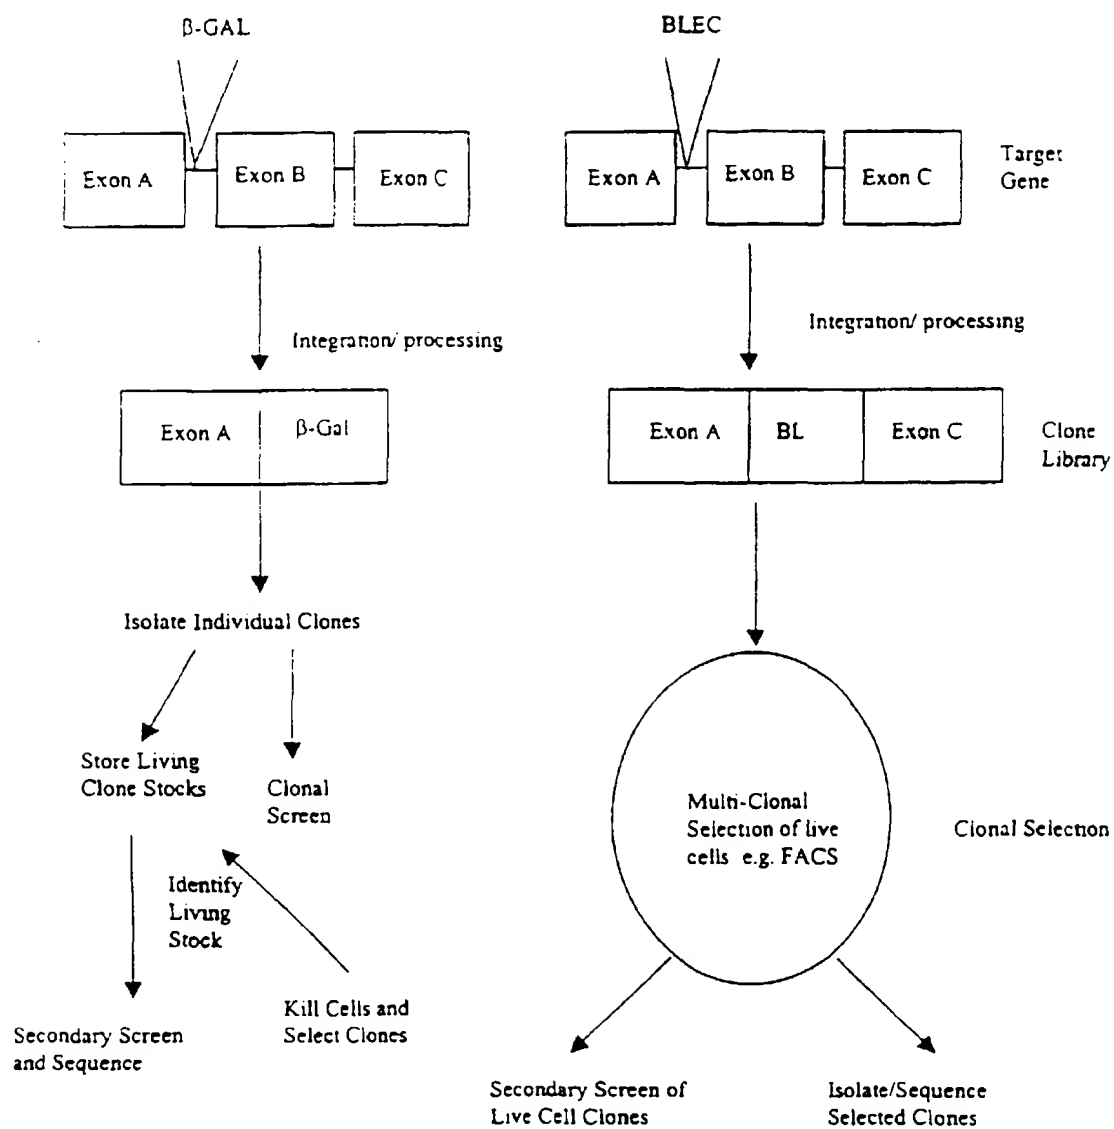 β-GAL
BLEC
Exon A
Exon B
Exon C
Exon A
Exon B
Exon C
Target
Gene
Integration/ processing
Integration/ processing
Exon A
β-Gal
Exon A
BL
Exon C
Clone
Library
Isolate Individual Clones
Store Living
Clone Stocks
Clonal
Screen
Multi-Clonal
Selection of live
cells e.g. FACS
Clonal Selection
Identify
Living
Stock
Kill Cells and
Select Clones
Secondary Screen
and Sequence
Secondary Screen of
Live Cell Clones
Isolate/Sequence
Selected Clones